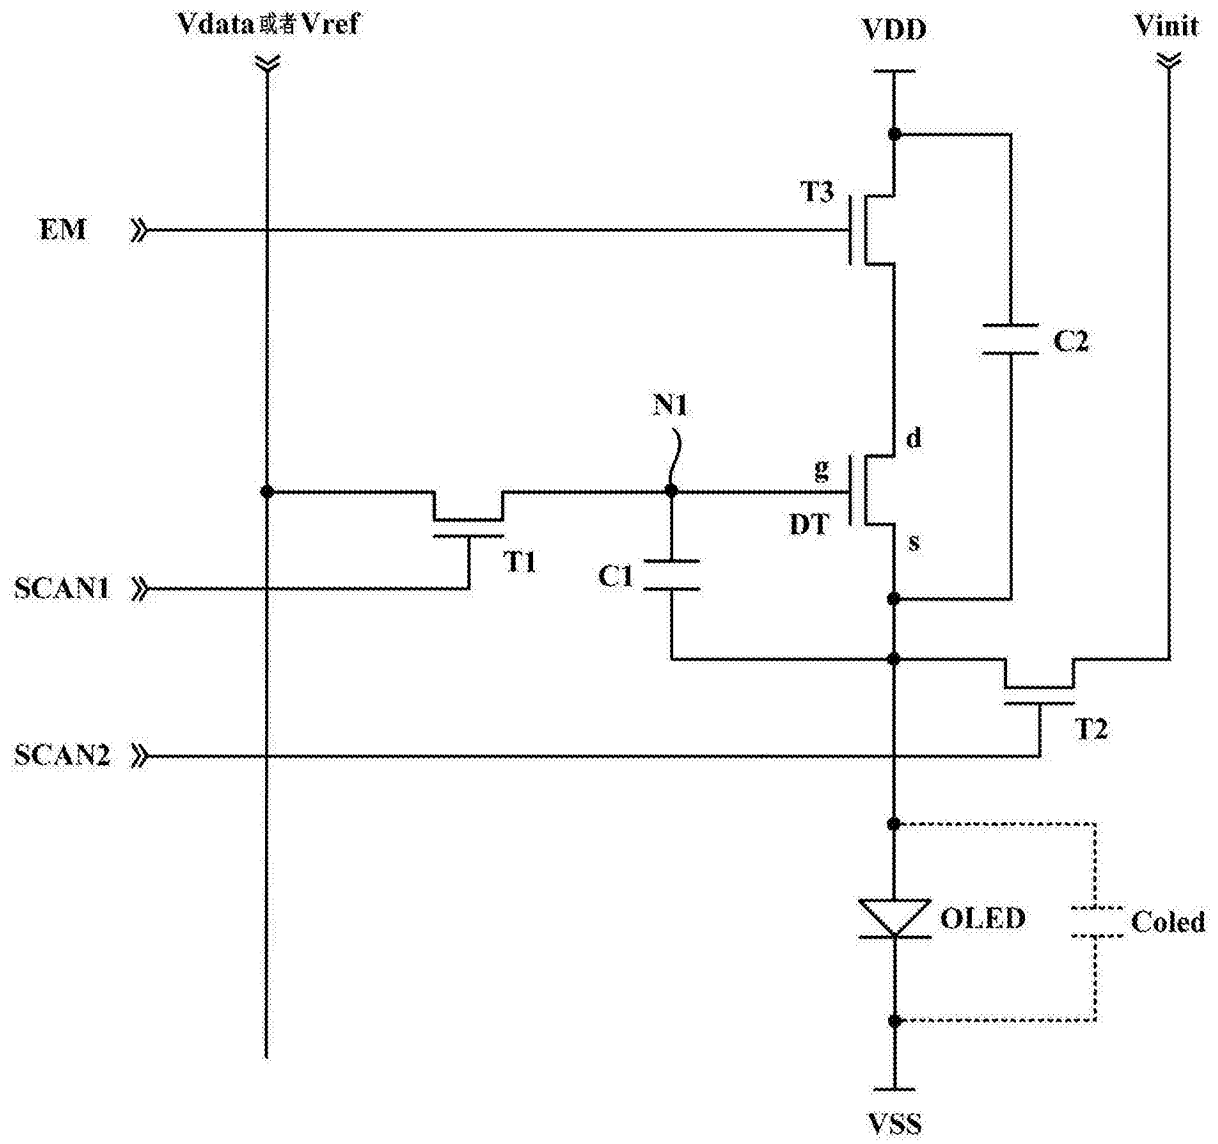 Vdata或者Vref
VDD
Vinit
T3
EM
C2
N1
d
g
DT
s
T1
C1
SCAN1
T2
SCAN2
OLED
Coled
VSS